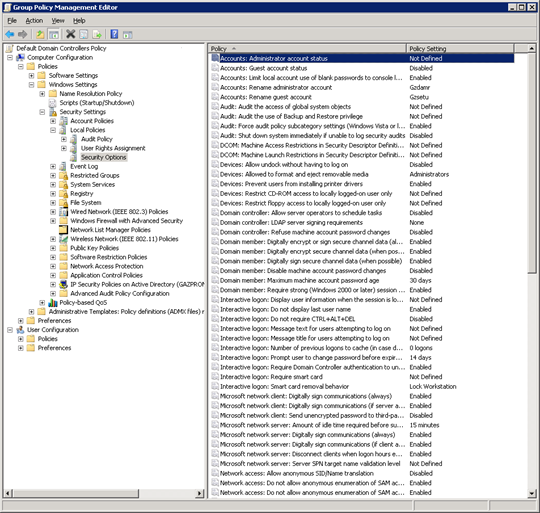 Group Policy Management Editor
File Action View Help
Default Domain Controllers Policy
Computer Configuration
Policies
Software Settings
Windows Settings
Name Resolution Policy
Scripts (Startup/Shutdown)
Security Settings
Account Policies
Local Policies
Audit Policy
User Rights Assignment
Security Options
Event Log
Restricted Groups
System Services
Registry
File System
Wired Network (IEEE 802.3) Policies
Windows Firewall with Advanced Security
Network List Manager Policies
Wireless Network (IEEE 802.11) Policies
Public Key Policies
Software Restriction Policies
Network Access Protection
Application Control Policies
IP Security Policies on Active Directory (GAZPROM
Advanced Audit Policy Configuration
Policy-based QoS
Administrative Templates: Policy definitions (ADMX files) r
Preferences
User Configuration
Policies
Preferences
Policy Policy Setting
Accounts: Administrator account status Not Defined
Accounts: Guest account status Disabled
Accounts: Limit local account use of blank passwords to console l... Enabled
Accounts: Rename administrator account Gzdamr
Accounts: Rename guest account Gzsetu
Audit: Audit the access of global system objects Not Defined
Audit: Audit the use of Backup and Restore privilege Not Defined
Audit: Force audit policy subcategory settings (Windows Vista or l... Enabled
Audit: Shut down system immediately if unable to log security audits Disabled
DCOM: Machine Access Restrictions in Security Descriptor Definiti... Not Defined
DCOM: Machine Launch Restrictions in Security Descriptor Definiti... Not Defined
Devices: Allow undock without having to log on Disabled
Devices: Allowed to format and eject removable media Administrators
Devices: Prevent users from installing printer drivers Enabled
Devices: Restrict CD-ROM access to locally logged-on user only Not Defined
Devices: Restrict floppy access to locally logged-on user only Not Defined
Domain controller: Allow server operators to schedule tasks Disabled
Domain controller: LDAP server signing requirements None
Domain controller: Refuse machine account password changes Disabled
Domain member: Digitally encrypt or sign secure channel data (al... Enabled
Domain member: Digitally encrypt secure channel data (when pos... Enabled
Domain member: Digitally sign secure channel data (when possible) Enabled
Domain member: Disable machine account password changes Disabled
Domain member: Maximum machine account password age 30 days
Domain member: Require strong (Windows 2000 or later) session ... Enabled
Interactive logon: Display user information when the session is lo... Not Defined
Interactive logon: Do not display last user name Enabled
Interactive logon: Do not require CTRL+ALT+DEL Disabled
Interactive logon: Message text for users attempting to log on Not Defined
Interactive logon: Message title for users attempting to log on Not Defined
Interactive logon: Number of previous logons to cache (in case d... 0 logons
Interactive logon: Prompt user to change password before expir... 14 days
Interactive logon: Require Domain Controller authentication to un... Enabled
Interactive logon: Require smart card Not Defined
Interactive logon: Smart card removal behavior Lock Workstation
Microsoft network client: Digitally sign communications (always) Enabled
Microsoft network client: Digitally sign communications (if server a... Enabled
Microsoft network client: Send unencrypted password to third-pa... Disabled
Microsoft network server: Amount of idle time required before su... 15 minutes
Microsoft network server: Digitally sign communications (always) Enabled
Microsoft network server: Digitally sign communications (if client a... Enabled
Microsoft network server: Disconnect clients when logon hours e... Enabled
Microsoft network server: Server SPN target name validation level Not Defined
Network access: Allow anonymous SID/Name translation Disabled
Network access: Do not allow anonymous enumeration of SAM ac... Enabled
Network access: Do not allow anonymous enumeration of SAM ac... Enabled